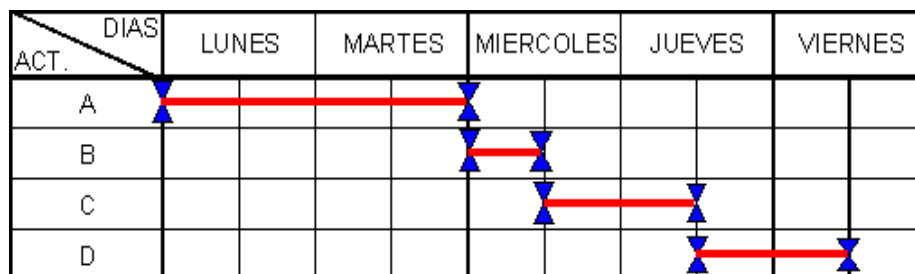 DIAS
ACT.
LUNES MARTES MIERCOLES JUEVES VIERNES
A
B
C
D